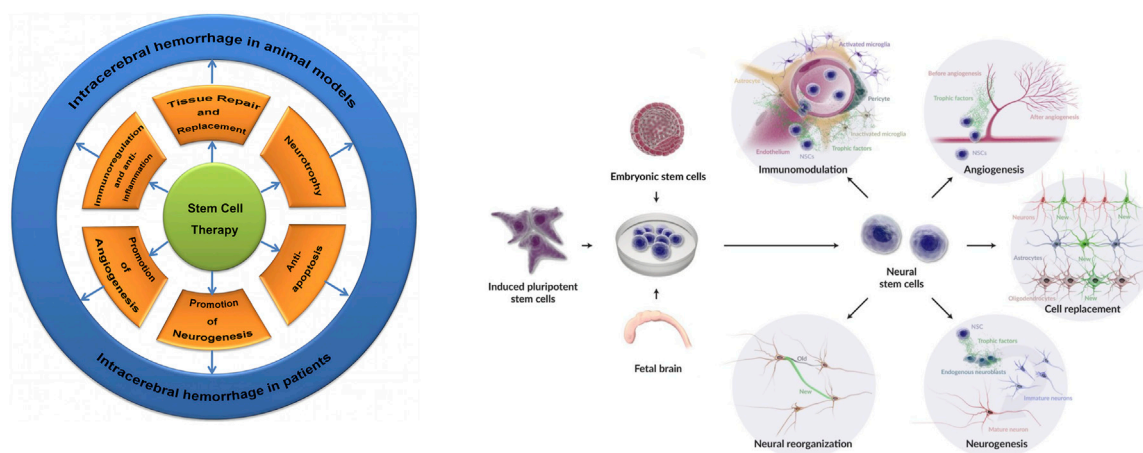 Intracerebral hemorrhage in animal models
Tissue Repair
and
Replacement
Immunoregulation
and anti-
inflammation
Neurotrophy
Stem Cell
Therapy
Promotion
of
Angiogenesis
Anti-
apoptosis
Promotion
of
Neurogenesis
Intracerebral hemorrhage in patients
Activated microglia
Astrocyte
Pericyte
Inactivated microglia
Trophic factors
Endothelium
NSCs
Immunomodulation
Before angiogenesis
Trophic factors
After angiogenesis
NSCs
Angiogenesis
Embryonic stem cells
Induced pluripotent
stem cells
Fetal brain
Neural
stem cells
Neurons
New
New
Astrocytes
New
Oligodendrocytes
New
Cell replacement
Old
New
Neural reorganization
NSC
Trophic factors
Endogenous neuroblasts
Immature neurons
Mature neuron
Neurogenesis